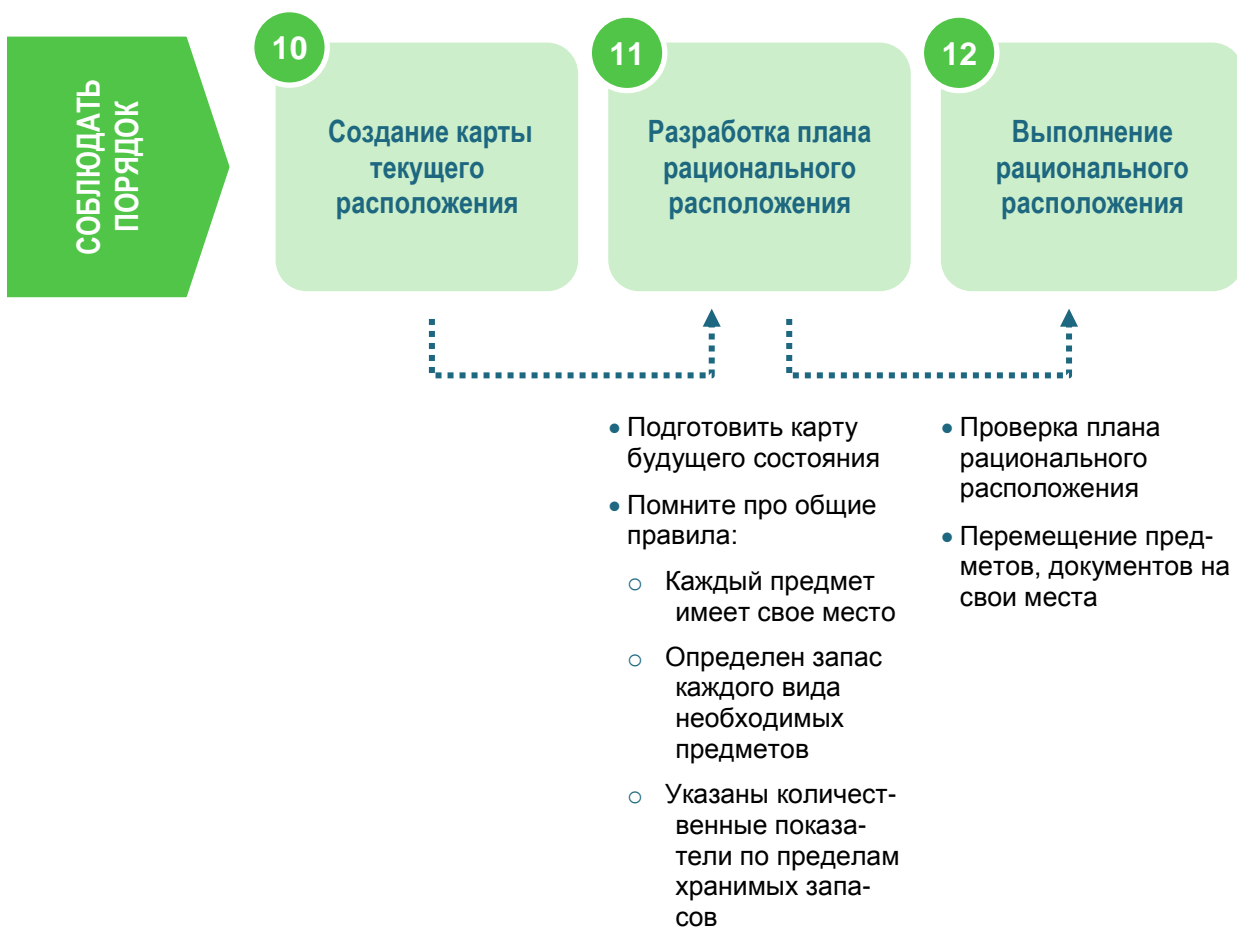 СОБЛЮДАТЬ
ПОРЯДОК
10
Создание карты
текущего
расположения
11
Разработка плана
рационального
расположения
12
Выполнение
рационального
расположения
• Подготовить карту
будущего состояния
• Помните про общие
правила:
o Каждый предмет
имеет свое место
o Определен запас
каждого вида
необходимых
предметов
o Указаны количест-
венные показа-
тели по пределам
хранимых запа-
сов
• Проверка плана
рационального
расположения
• Перемещение пред-
метов, документов на
свои места